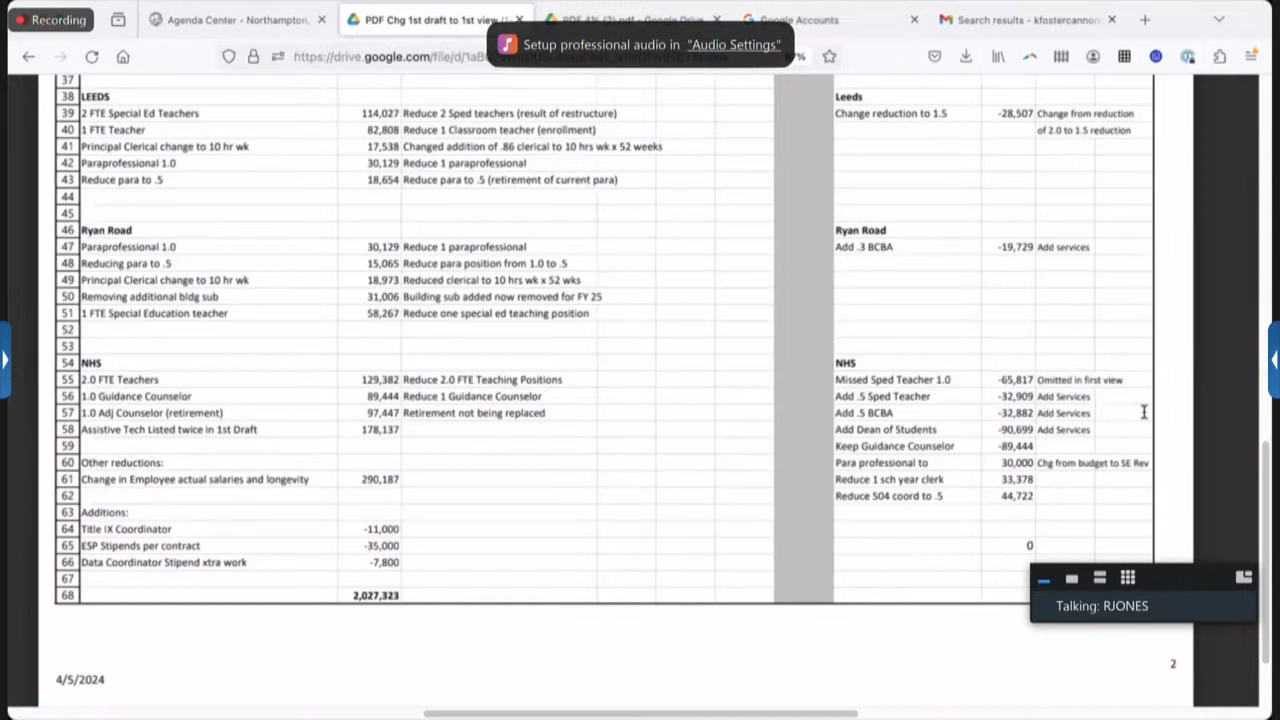 Recording
Agenda Center - Northampton,
PDF Chg 1st draft to 1st view
PDF 4% (2).pdf - Google Drive
Google Accounts
Search results - kfostercannon
Setup professional audio in "Audio Settings"
https://drive.google.com/file/d/1aB
37
38 LEEDS Leeds
39 2 FTE Special Ed Teachers 114,027 Reduce 2 Sped teachers (result of restructure) Change reduction to 1.5 -28,507 Change from reduction
40 1 FTE Teacher 82,808 Reduce 1 Classroom teacher (enrollment) of 2.0 to 1.5 reduction
41 Principal Clerical change to 10 hr wk 17,538 Changed addition of .86 clerical to 10 hrs wk x 52 weeks
42 Paraprofessional 1.0 30,129 Reduce 1 paraprofessional
43 Reduce para to .5 18,654 Reduce para to .5 (retirement of current para)
44
45
46 Ryan Road Ryan Road
47 Paraprofessional 1.0 30,129 Reduce 1 paraprofessional Add .3 BCBA -19,729 Add services
48 Reducing para to .5 15,065 Reduce para position from 1.0 to .5
49 Principal Clerical change to 10 hr wk 18,973 Reduced clerical to 10 hrs wk x 52 wks
50 Removing additional bldg sub 31,006 Building sub added now removed for FY 25
51 1 FTE Special Education teacher 58,267 Reduce one special ed teaching position
52
53
54 NHS NHS
55 2.0 FTE Teachers 129,382 Reduce 2.0 FTE Teaching Positions Missed Sped Teacher 1.0 -65,817 Omitted in first view
56 1.0 Guidance Counselor 89,444 Reduce 1 Guidance Counselor Add .5 Sped Teacher -32,909 Add Services
57 1.0 Adj Counselor (retirement) 97,447 Retirement not being replaced Add .5 BCBA -32,882 Add Services
58 Assistive Tech Listed twice in 1st Draft 178,137 Add Dean of Students -90,699 Add Services
59 Keep Guidance Counselor -89,444
60 Other reductions: Para professional to 30,000 Chg from budget to SE Rev
61 Change in Employee actual salaries and longevity 290,187 Reduce 1 sch year clerk 33,378
62 Reduce 504 coord to .5 44,722
63 Additions:
64 Title IX Coordinator -11,000
65 ESP Stipends per contract -35,000 0
66 Data Coordinator Stipend xtra work -7,800
67
68 2,027,323
Talking: RJONES
2
4/5/2024